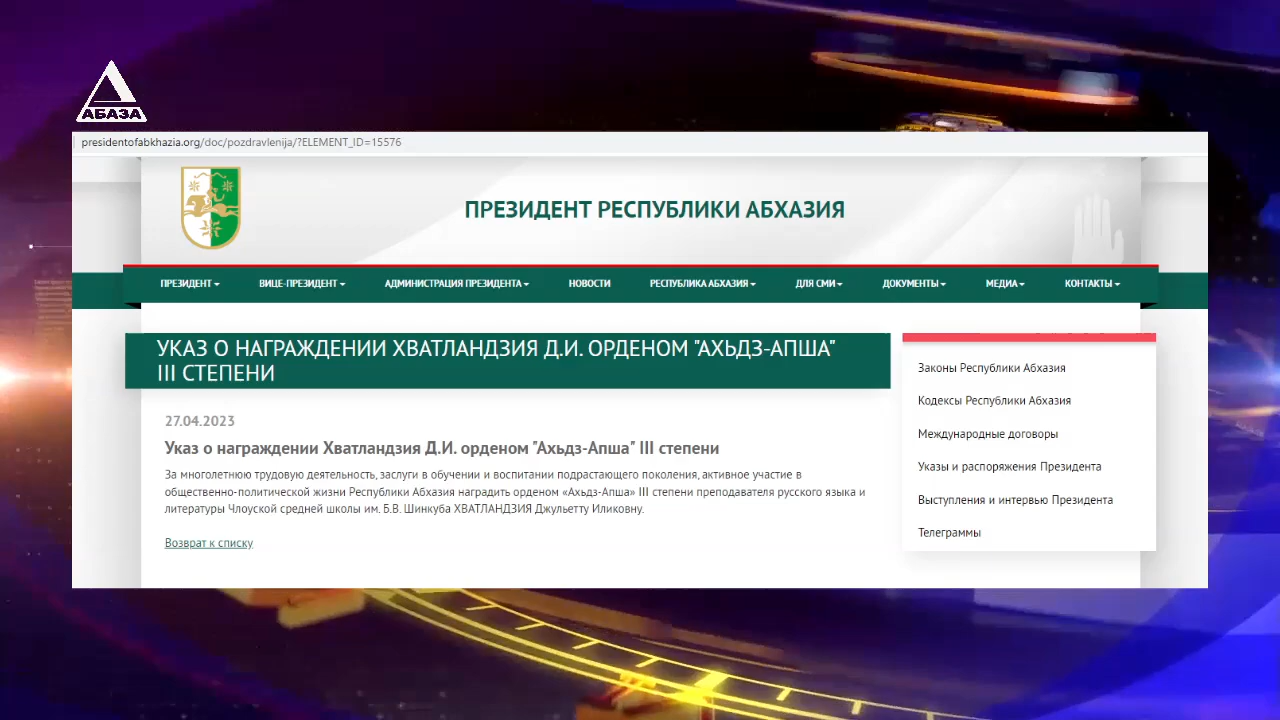 АБАЗА
presidentofabkhazia.org/doc/pozdravlenija/?ELEMENT_ID=15576
ПРЕЗИДЕНТ РЕСПУБЛИКИ АБХАЗИЯ
ПРЕЗИДЕНТ ВИЦЕ-ПРЕЗИДЕНТ АДМИНИСТРАЦИЯ ПРЕЗИДЕНТА НОВОСТИ РЕСПУБЛИКА АБХАЗИЯ ДЛЯ СМИ ДОКУМЕНТЫ МЕДИА КОНТАКТЫ
УКАЗ О НАГРАЖДЕНИИ ХВАТЛАНДЗИЯ Д.И. ОРДЕНОМ "АХЬДЗ-АПША"
III СТЕПЕНИ
27.04.2023
Указ о награждении Хватландзия Д.И. орденом "Ахьдз-Апша" III степени
За многолетнюю трудовую деятельность, заслуги в обучении и воспитании подрастающего поколения, активное участие в
общественно-политической жизни Республики Абхазия наградить орденом «Ахьдз-Апша» III степени преподавателя русского языка и
литературы Члоуской средней школы им. Б.В. Шинкуба ХВАТЛАНДЗИЯ Джульетту Иликовну.
Возврат к списку
Законы Республики Абхазия
Кодексы Республики Абхазия
Международные договоры
Указы и распоряжения Президента
Выступления и интервью Президента
Телеграммы